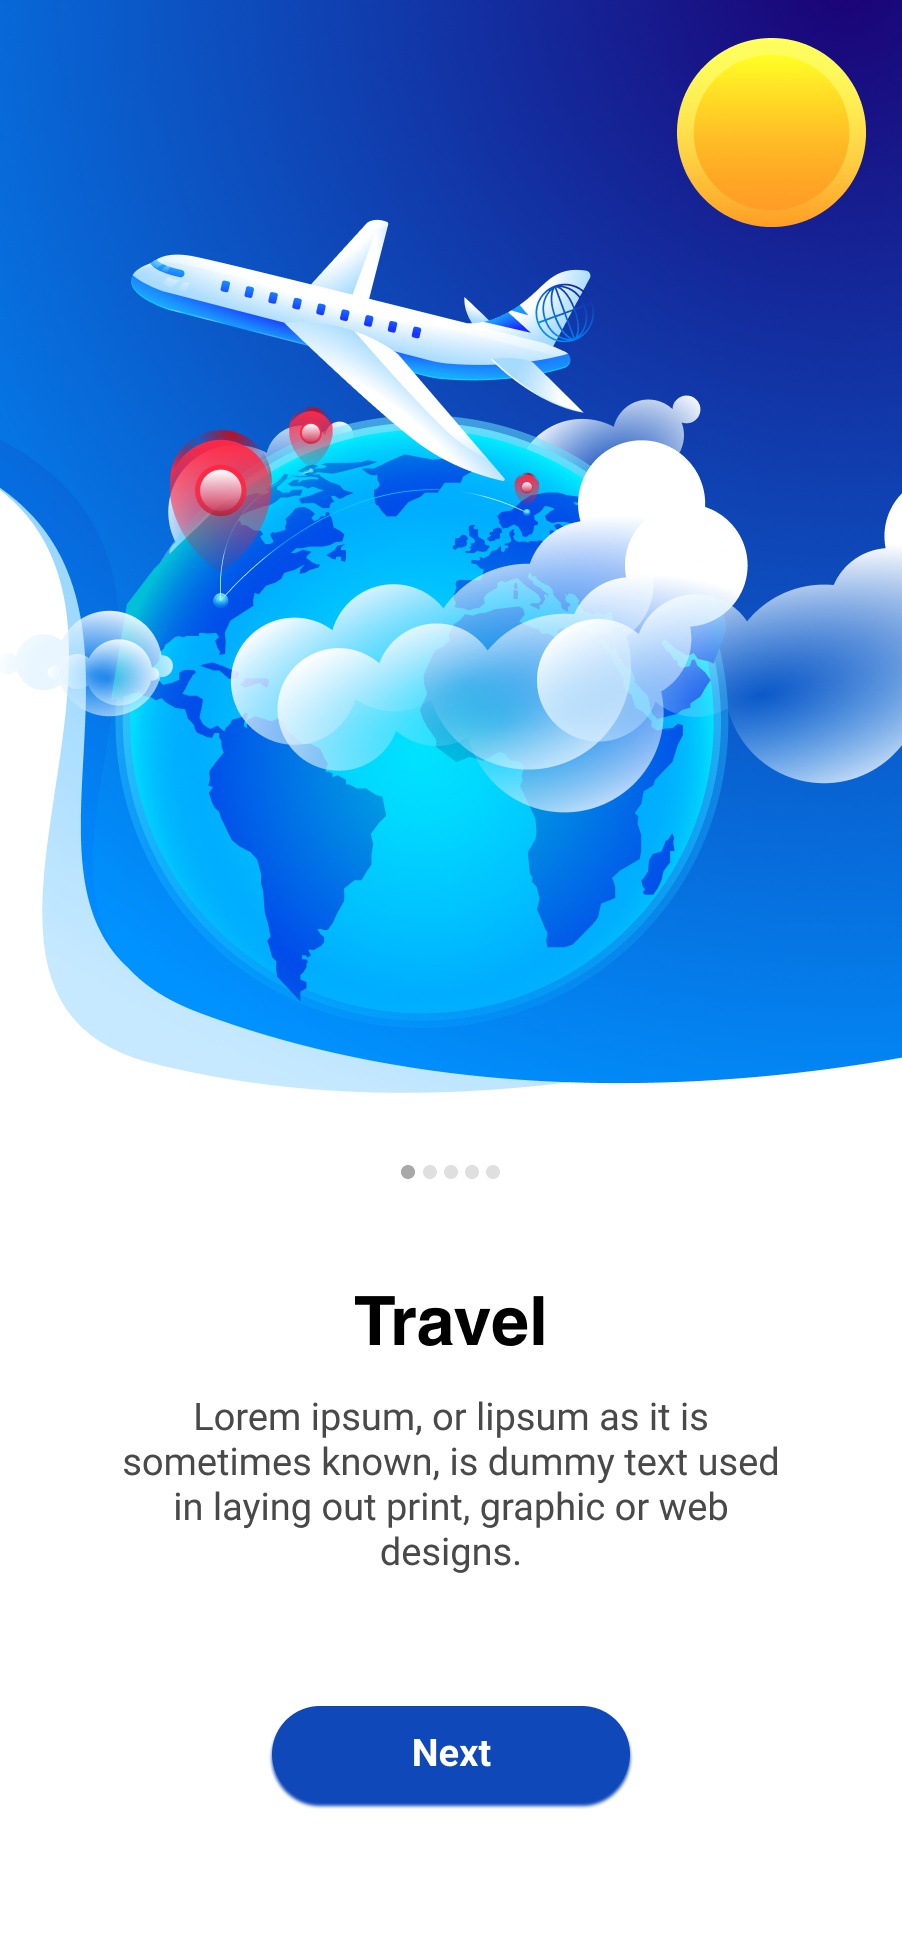 Travel
Lorem ipsum, or lipsum as it is
sometimes known, is dummy text used
in laying out print, graphic or web
designs.
Next